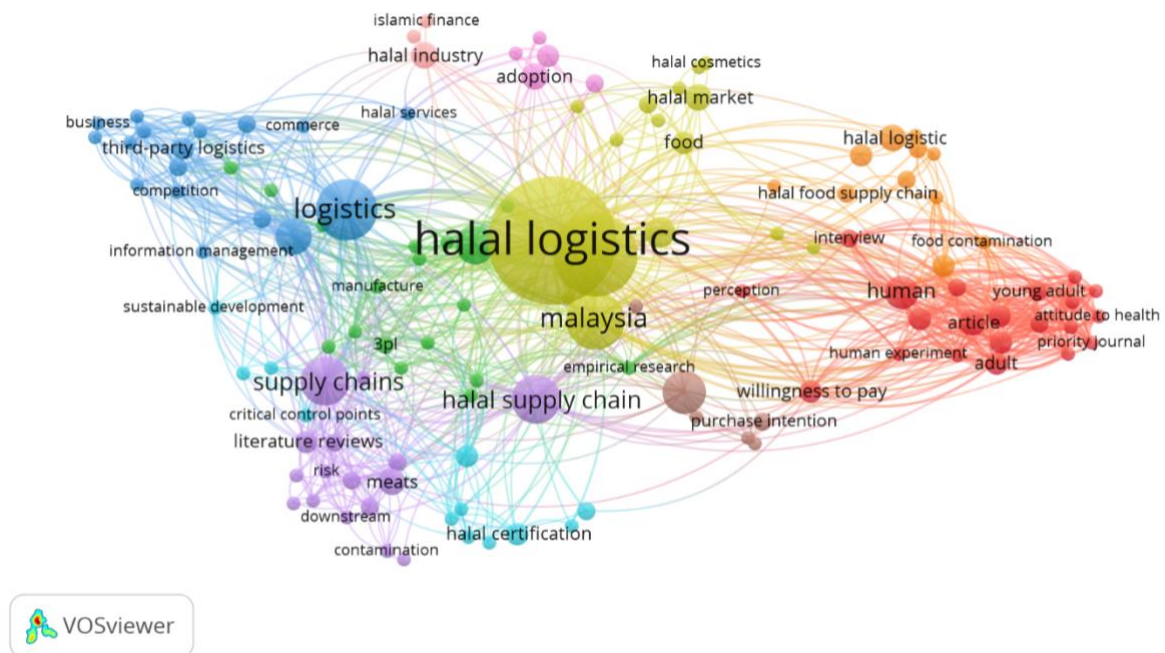 islamic finance
halal industry
adoption
halal cosmetics
halal market
business
halal services
commerce
third-party logistics
food
halal logistic
competition
halal food supply chain
logistics
halal logistics
information management
interview
food contamination
manufacture
perception
human
young adult
sustainable development
malaysia
article
attitude to health
3pl
human experiment
priority journal
adult
empirical research
supply chains
halal supply chain
willingness to pay
critical control points
purchase intention
literature reviews
risk
meats
downstream
halal certification
contamination
VOSviewer